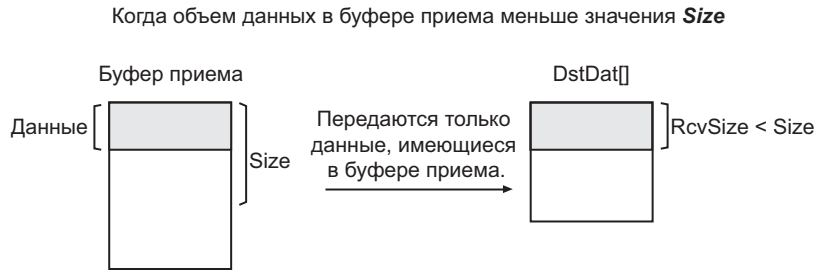 Когда объем данных в буфере приема меньше значения Size
Буфер приема
DstDat[]
Данные
Size
Передаются только
данные, имеющиеся
в буфере приема.
RcvSize < Size